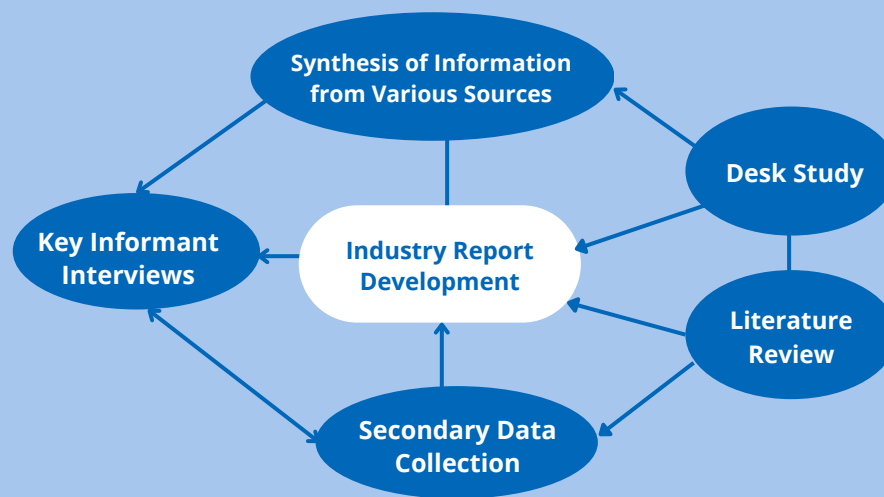 Synthesis of Information
from Various Sources
Desk Study
Key Informant
Interviews
Industry Report
Development
Literature
Review
Secondary Data
Collection